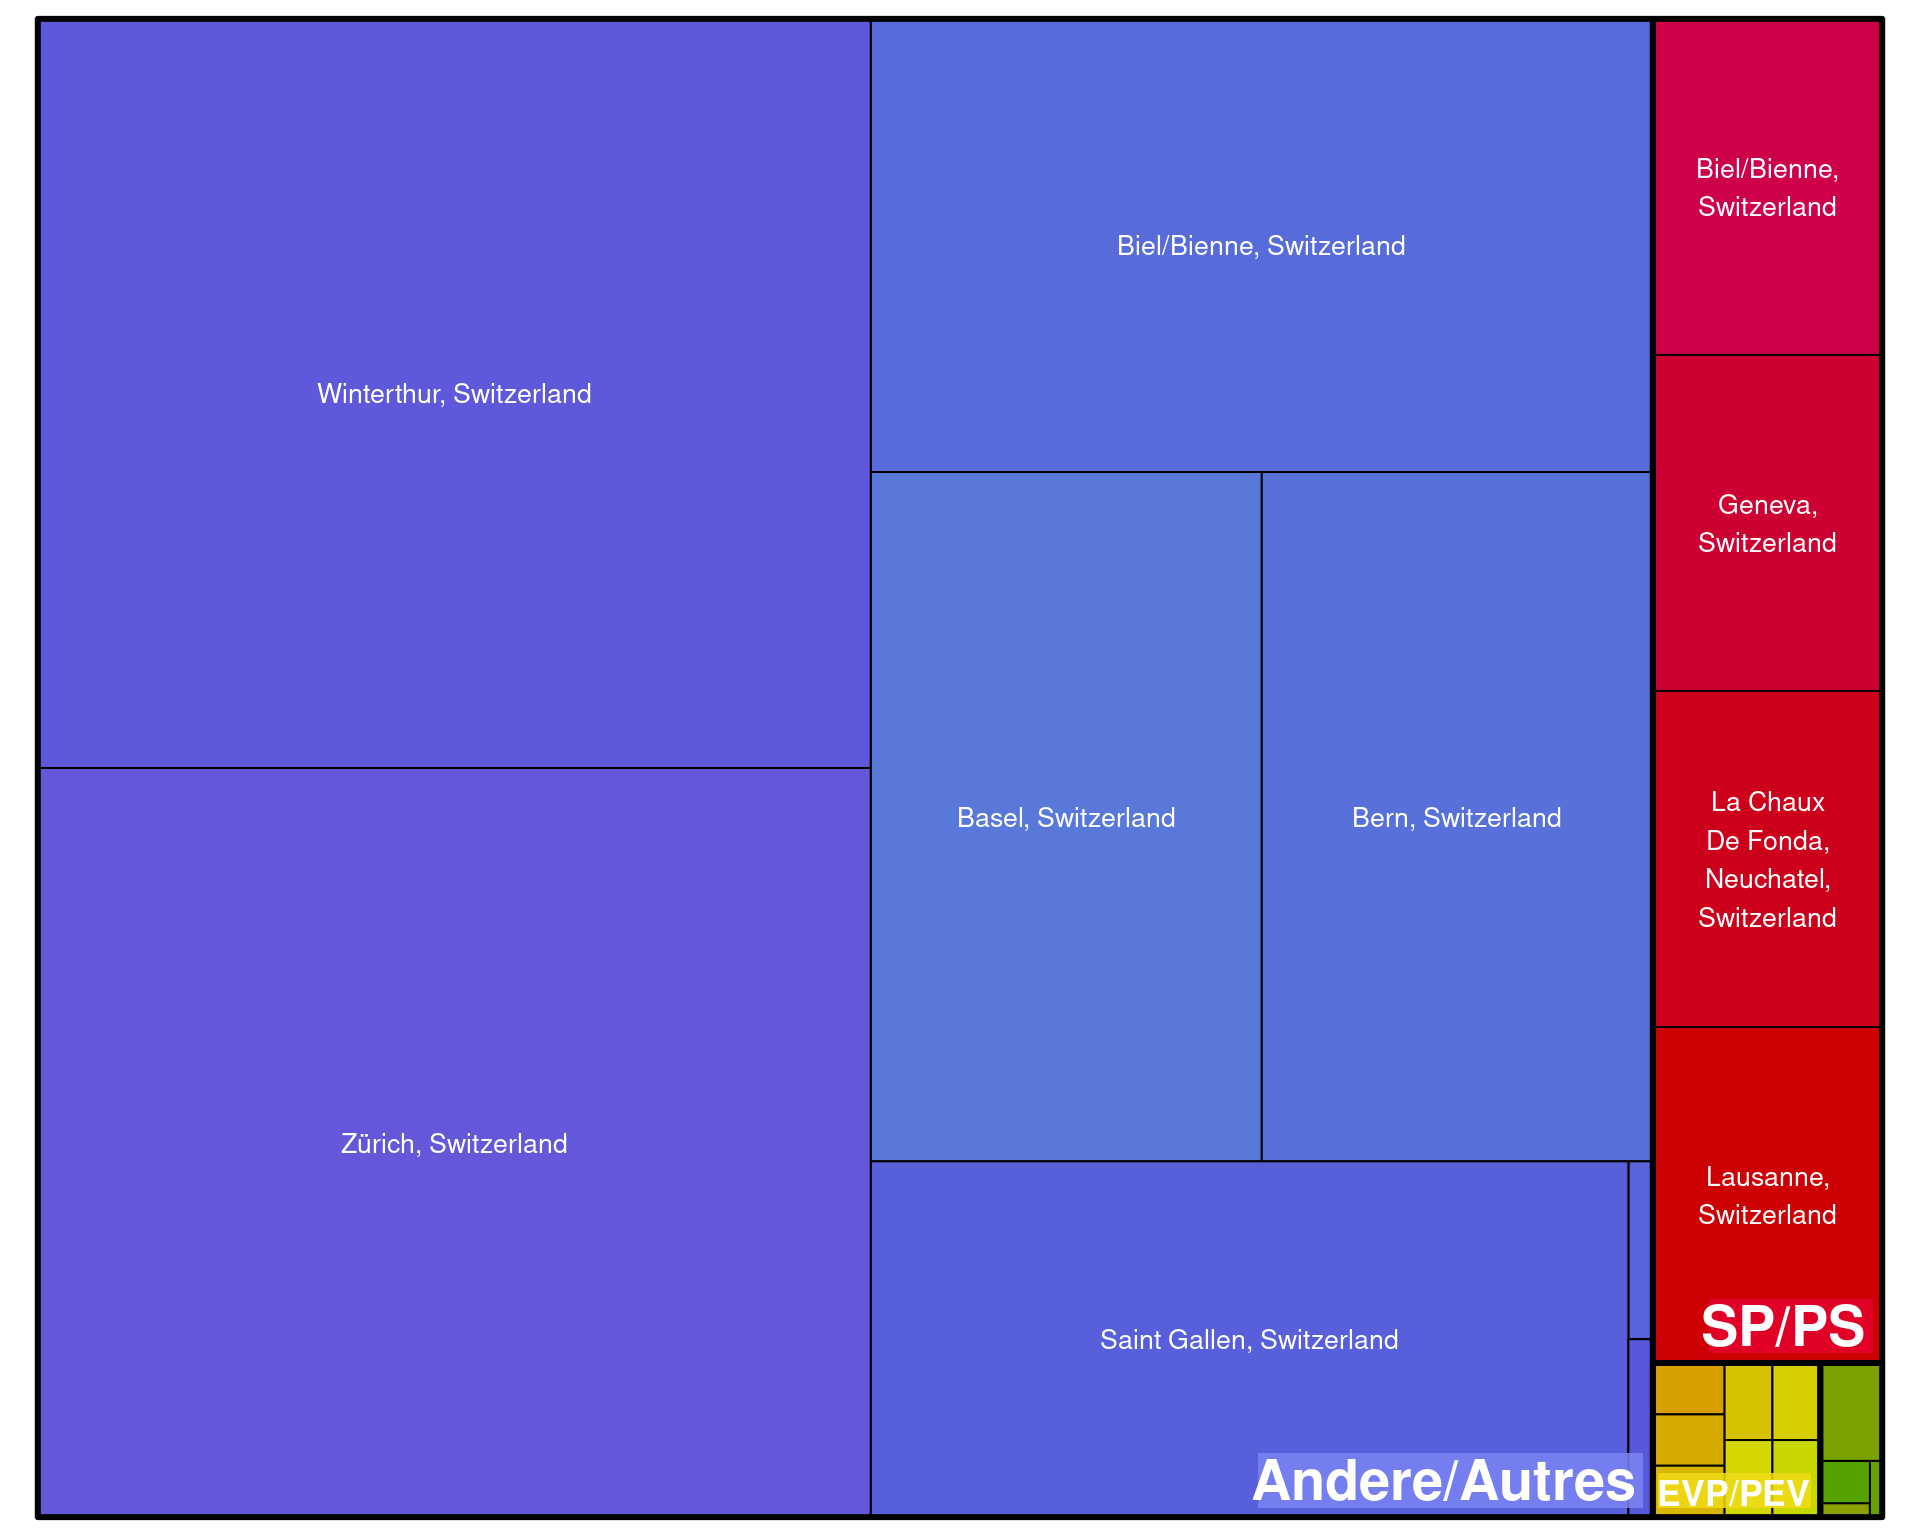 Winterthur, Switzerland
Zürich, Switzerland
Biel/Bienne, Switzerland
Basel, Switzerland
Bern, Switzerland
Saint Gallen, Switzerland
Andere/Autres
Biel/Bienne,
Switzerland
Geneva,
Switzerland
La Chaux
De Fonda,
Neuchatel,
Switzerland
Lausanne,
Switzerland
SP/PS
EVP/PEV